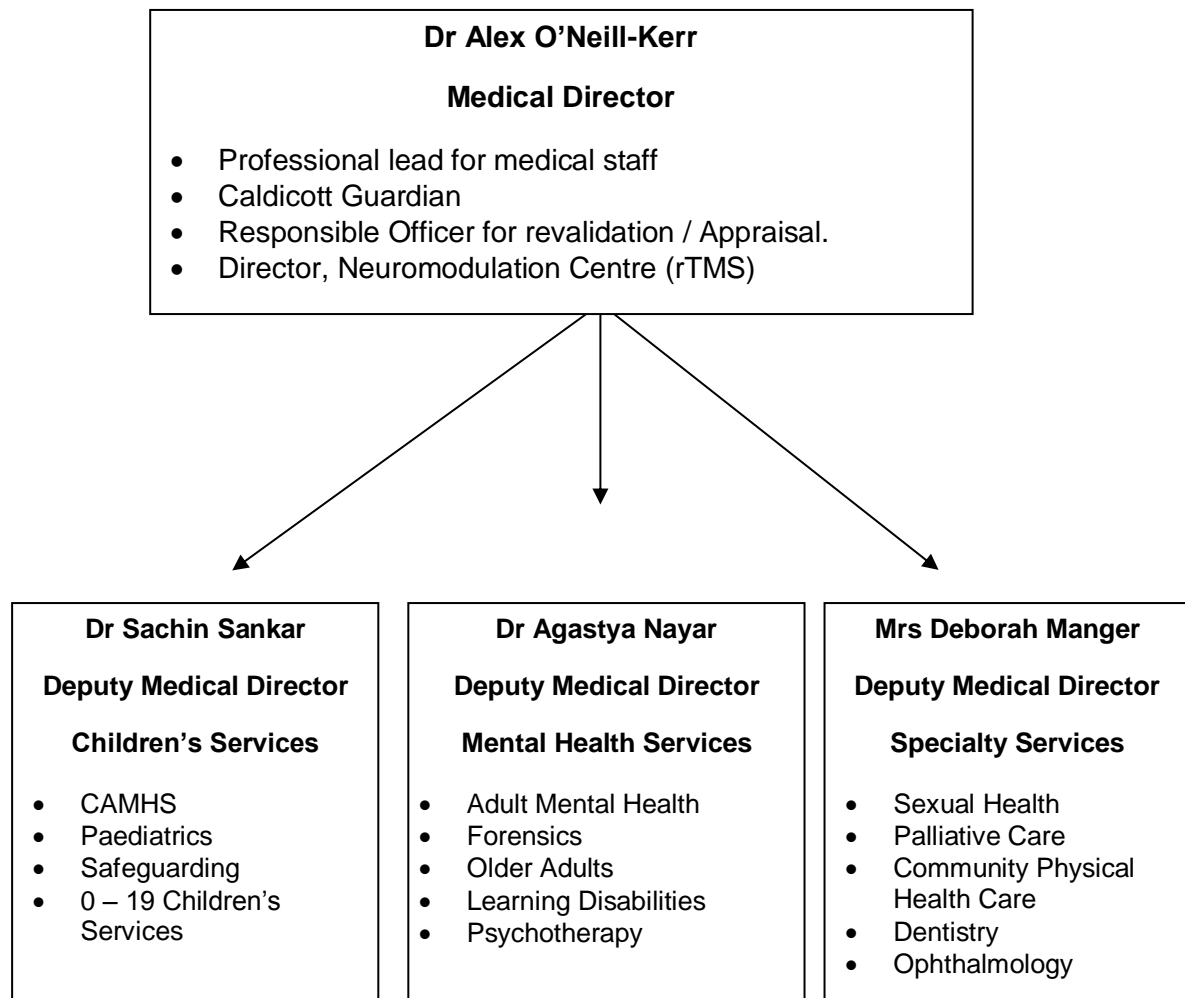 Dr Alex O’Neill-Kerr
Medical Director
• Professional lead for medical staff
• Caldicott Guardian
• Responsible Officer for revalidation / Appraisal.
• Director, Neuromodulation Centre (rTMS)
Dr Sachin Sankar
Deputy Medical Director
Children’s Services
• CAMHS
• Paediatrics
• Safeguarding
• 0 – 19 Children’s
Services
Dr Agastya Nayar
Deputy Medical Director
Mental Health Services
• Adult Mental Health
• Forensics
• Older Adults
• Learning Disabilities
• Psychotherapy
Mrs Deborah Manger
Deputy Medical Director
Specialty Services
• Sexual Health
• Palliative Care
• Community Physical
Health Care
• Dentistry
• Ophthalmology